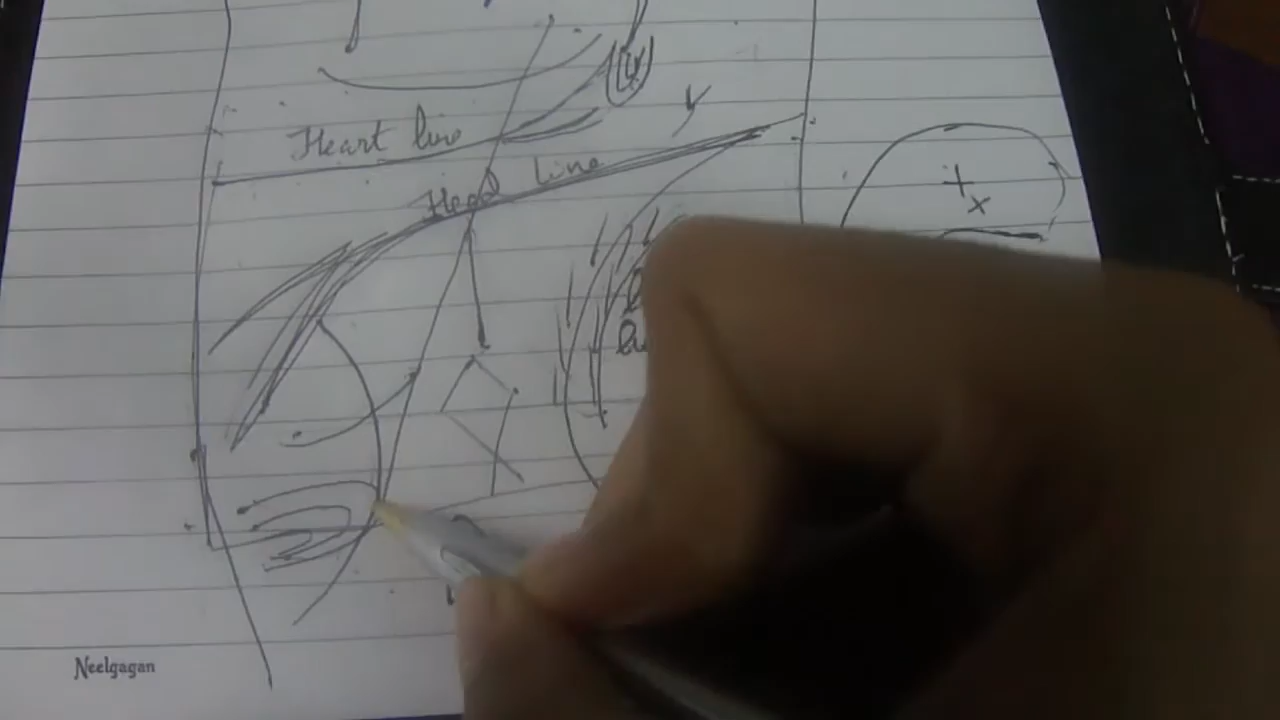 Heart line
Head line
y
x
Neelgagan